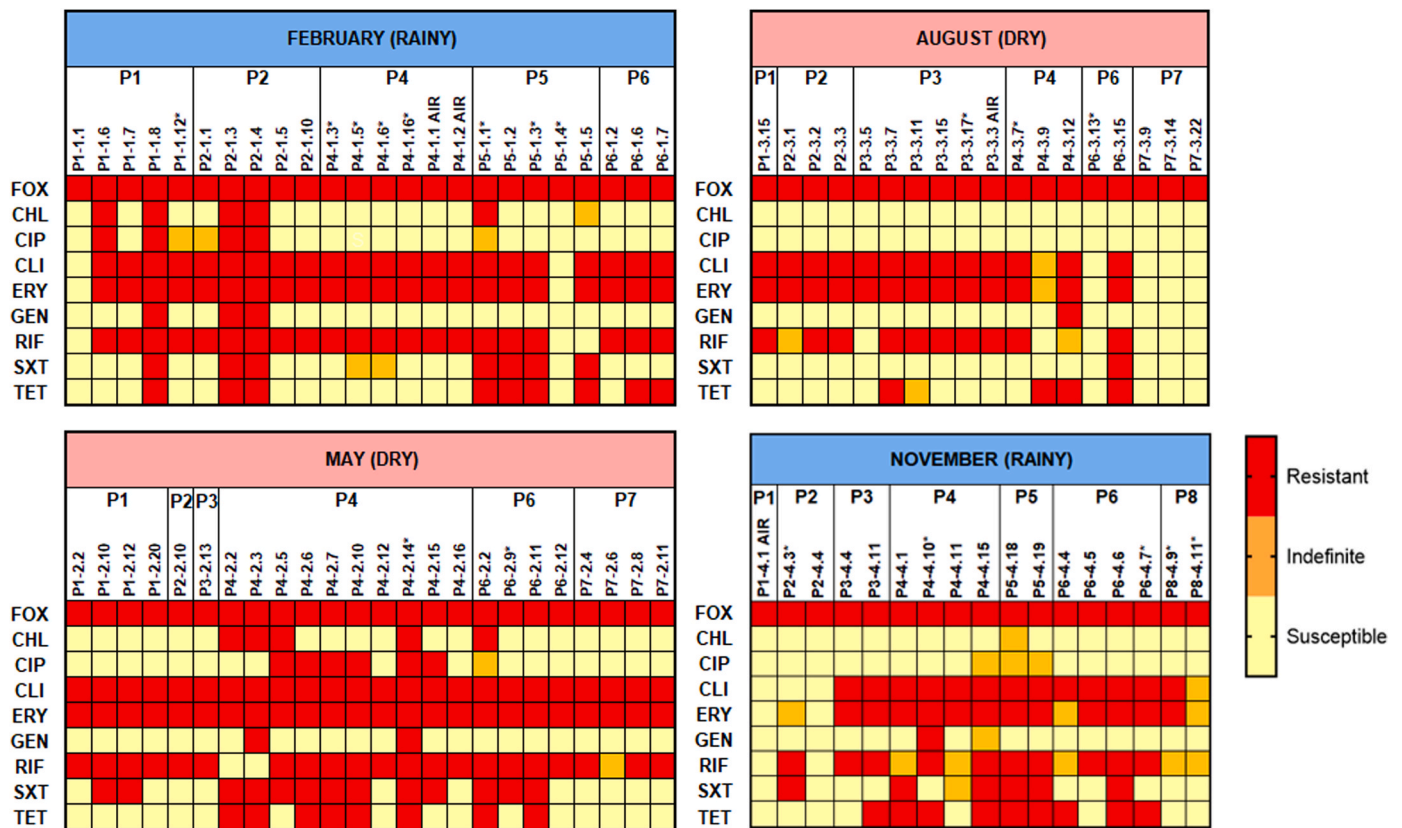 FEBRUARY (RAINY)
P1 P2 P4 P5 P6
P1-1.1 P1-1.6 P1-1.7 P1-1.8 P1-1.12* P2-1.1 P2-1.3 P2-1.4 P2-1.5 P2-1.10 P4-1.3* P4-1.5* P4-1.6* P4-1.16* P4-1.1 AIR P4-1.2 AIR P5-1.1* P5-1.2 P5-1.3* P5-1.4* P5-1.5 P6-1.2 P6-1.6 P6-1.7
FOX
CHL
CIP
CLI
ERY
GEN
RIF
SXT
TET
AUGUST (DRY)
P1 P2 P3 P4 P6 P7
P1-3.15 P2-3.1 P2-3.2 P2-3.3 P3-3.5 P3-3.7 P3-3.11 P3-3.15 P3-3.17* P3-3.3 AIR P4-3.7* P4-3.9 P4-3.12 P6-3.13* P6-3.15 P7-3.9 P7-3.14 P7-3.22
FOX
CHL
CIP
CLI
ERY
GEN
RIF
SXT
TET
MAY (DRY)
P1 P2 P3 P4 P6 P7
P1-2.2 P1-2.10 P1-2.12 P1-2.20 P2-2.10 P3-2.13 P4-2.2 P4-2.3 P4-2.5 P4-2.6 P4-2.7 P4-2.10 P4-2.12 P4-2.14* P4-2.15 P4-2.16 P6-2.2 P6-2.9* P6-2.11 P6-2.12 P7-2.4 P7-2.6 P7-2.8 P7-2.11
FOX
CHL
CIP
CLI
ERY
GEN
RIF
SXT
TET
NOVEMBER (RAINY)
P1 P2 P3 P4 P5 P6 P8
P1-4.1 AIR P2-4.3* P2-4.4 P3-4.4 P3-4.11 P4-4.1 P4-4.10* P4-4.11 P4-4.15 P5-4.18 P5-4.19 P6-4.4 P6-4.5 P6-4.6 P6-4.7* P8-4.9* P8-4.11*
FOX
CHL
CIP
CLI
ERY
GEN
RIF
SXT
TET
Resistant
Indefinite
Susceptible